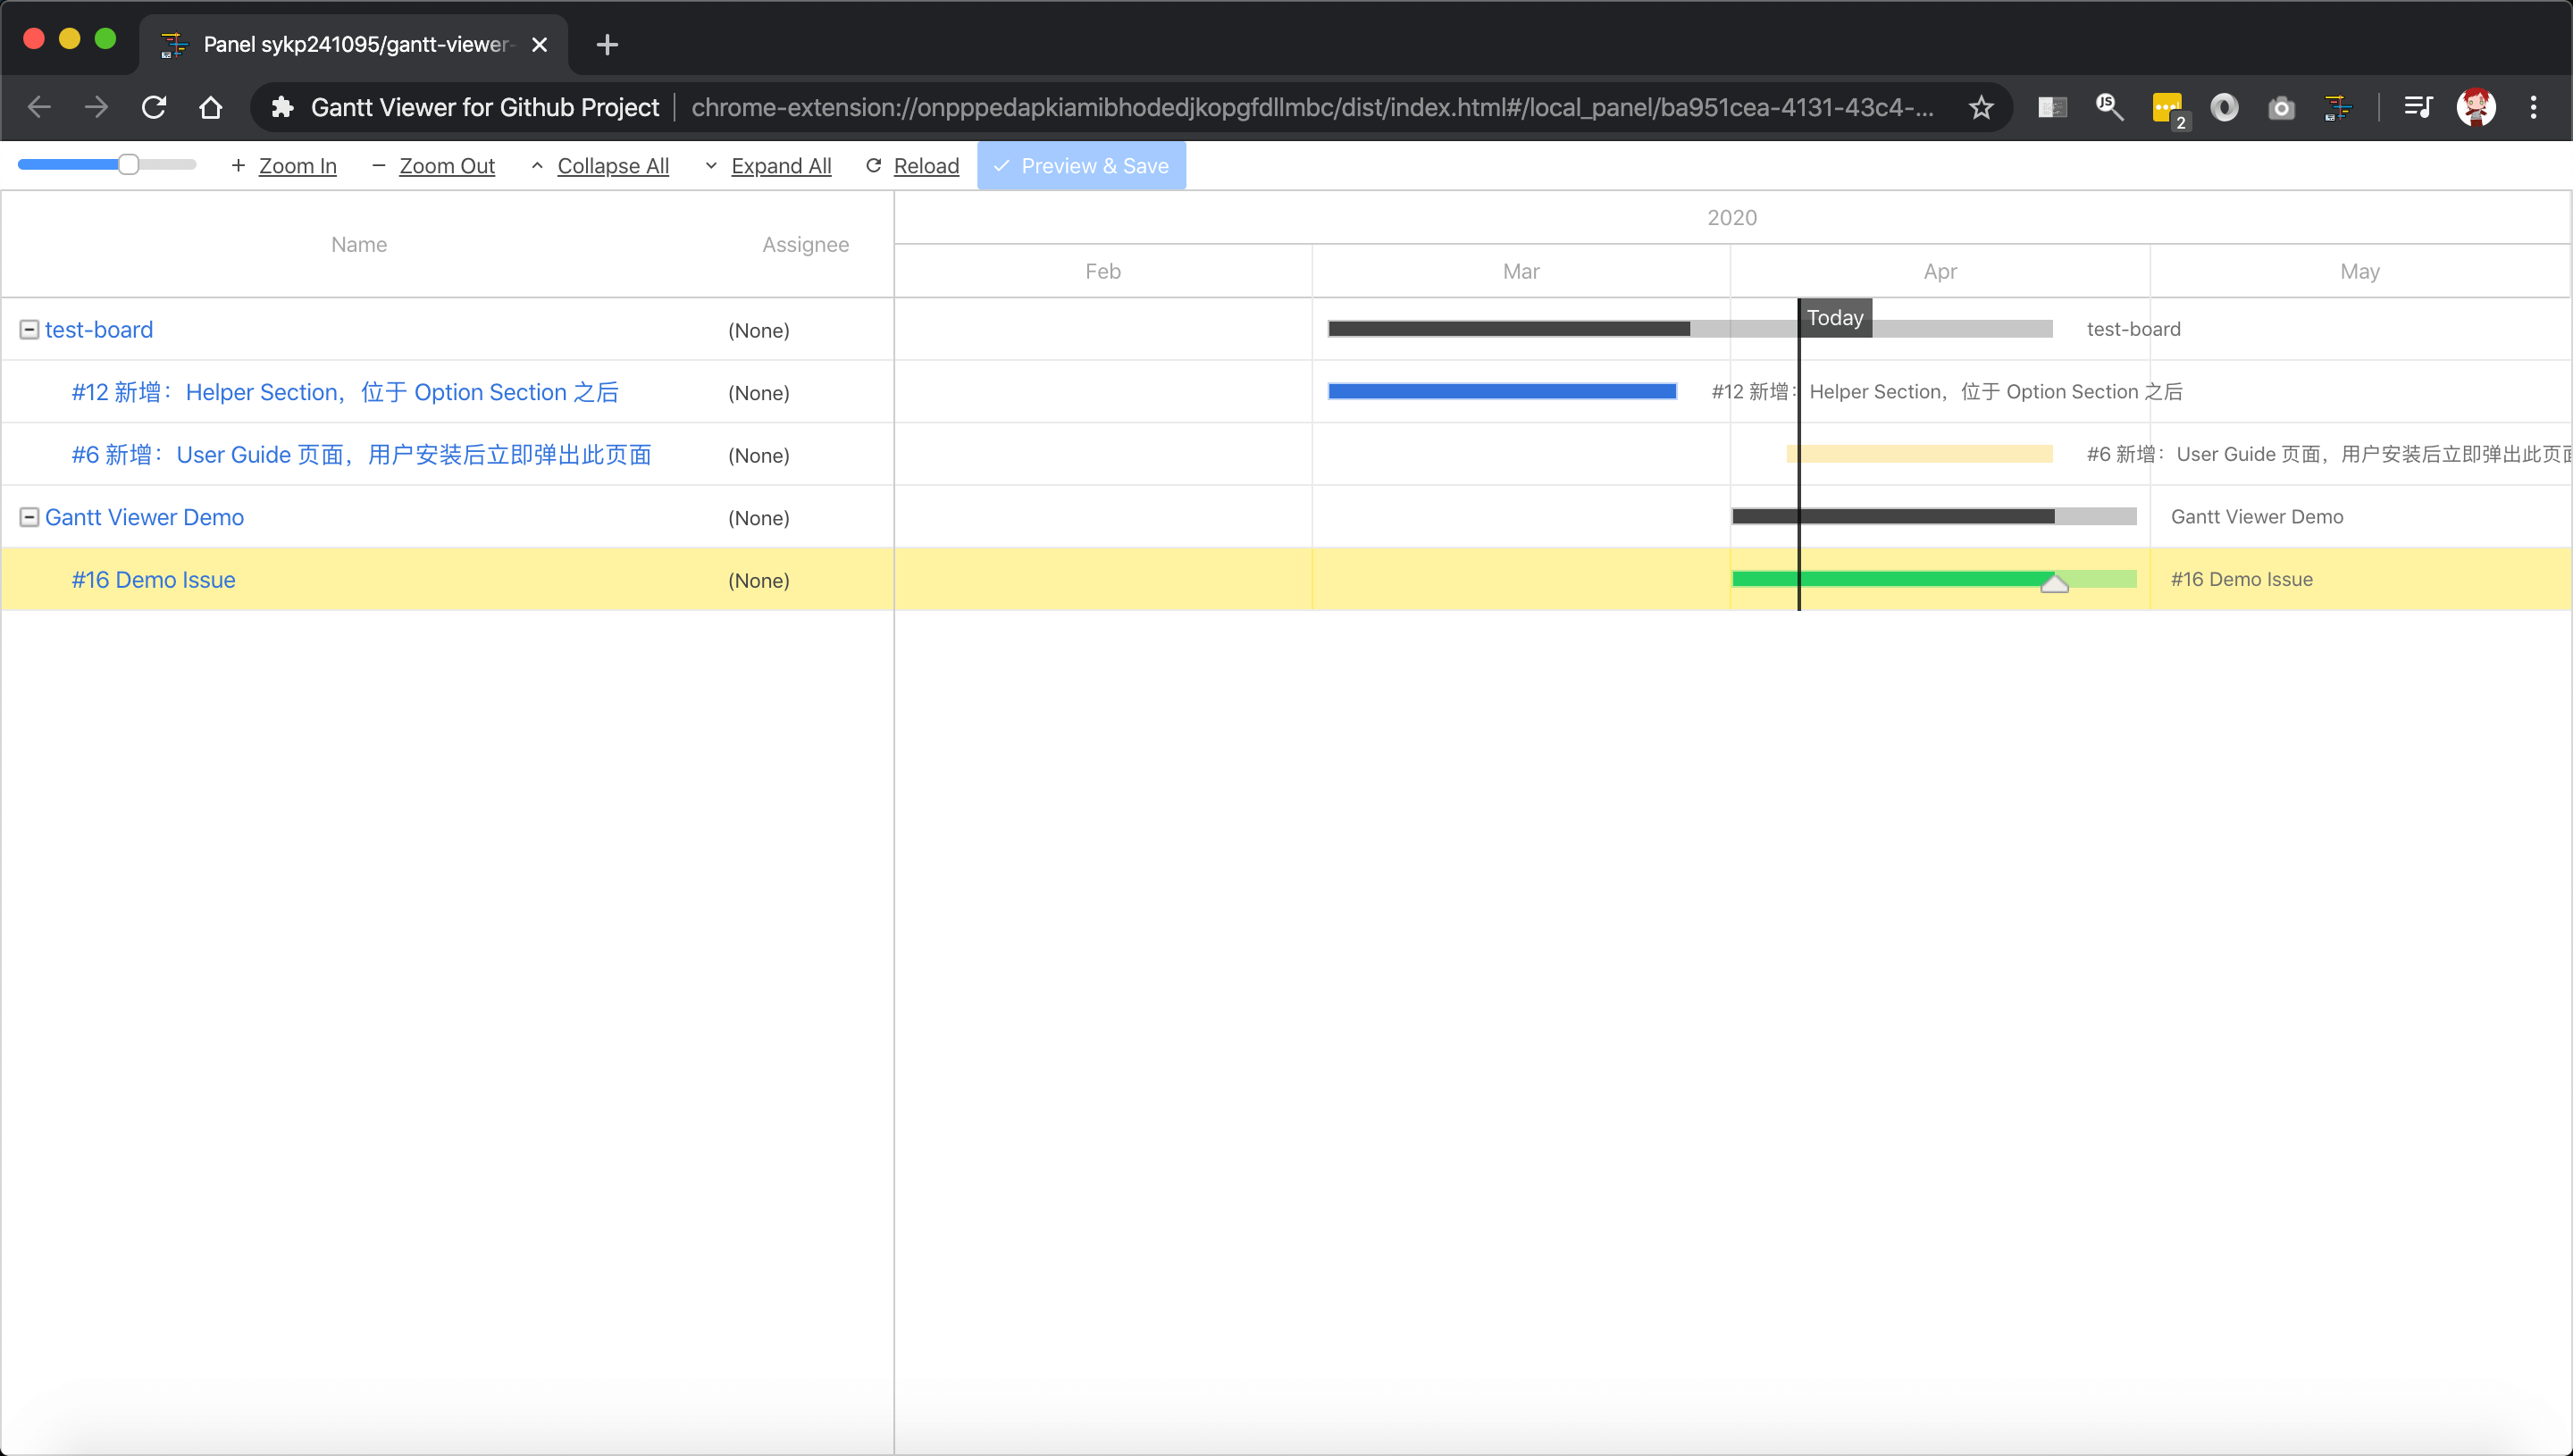 Panel sykp241095/gantt-viewer-
Gantt Viewer for Github Project
chrome-extension://onpppedapkiamibhodedjkopgfdllmbc/dist/index.html#/local_panel/ba951cea-4131-43c4-...
JS
2
Zoom In
Zoom Out
Collapse All
Expand All
Reload
Preview & Save
Name
Assignee
2020
Feb
Mar
Apr
May
test-board
(None)
Today
test-board
#12 新增：Helper Section，位于 Option Section 之后
(None)
#12 新增：Helper Section，位于 Option Section 之后
#6 新增：User Guide 页面，用户安装后立即弹出此页面
(None)
#6 新增：User Guide 页面，用户安装后立即弹出此页面
Gantt Viewer Demo
(None)
Gantt Viewer Demo
#16 Demo Issue
(None)
#16 Demo Issue